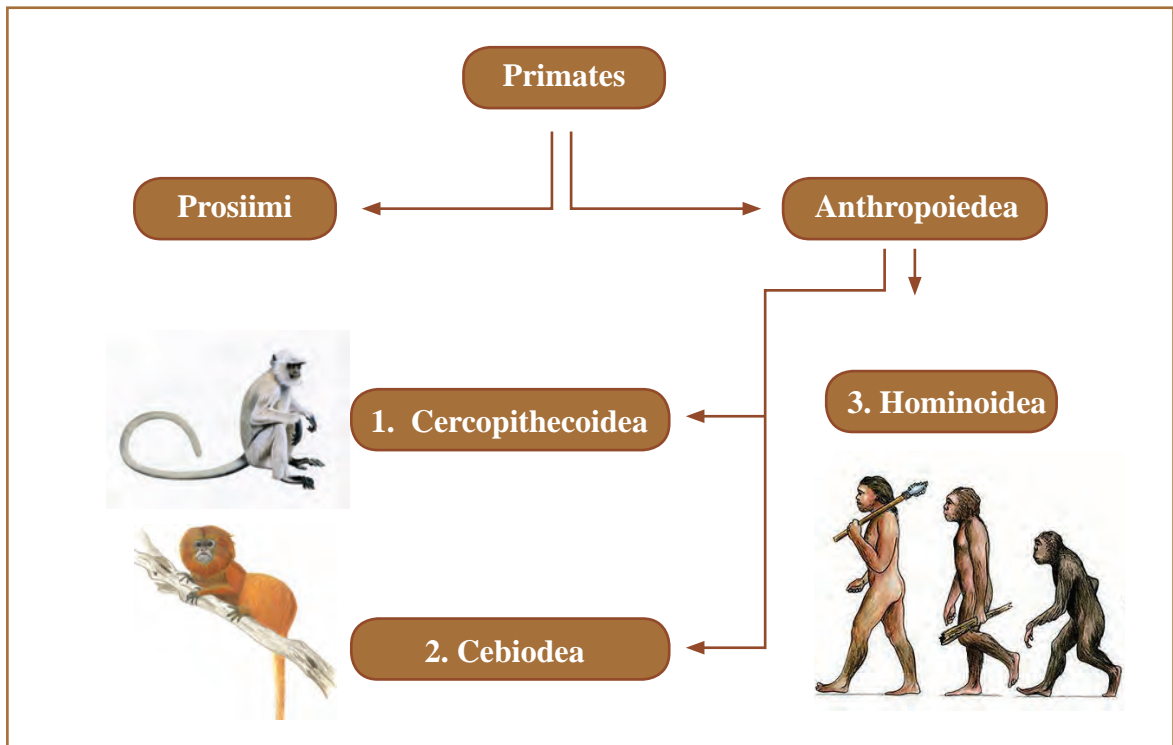 Primates
Prosiimi
Anthropoiedea
1. Cercopithecoidea
3. Hominoidea
2. Cebiodea